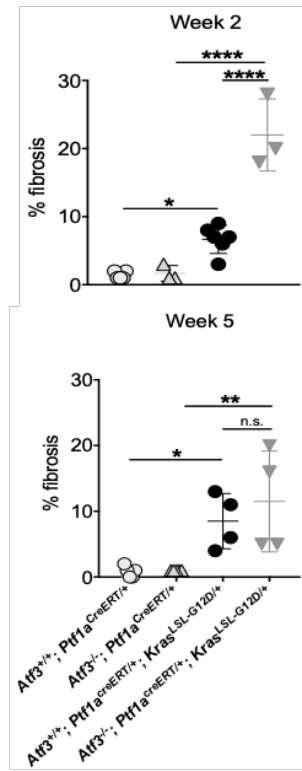 Week 2
****
****
*
% fibrosis
30
20
10
0
Week 5
**
n.s.
*
% fibrosis
30
20
10
0
Atf3+/+; Ptf1aCreERT/+
Atf3-/-; Ptf1aCreERT/+
Atf3+/+; Ptf1acreERT/+; KrasLSL-G12D/+
Atf3-/-; Ptf1acreERT/+; KrasLSL-G12D/+